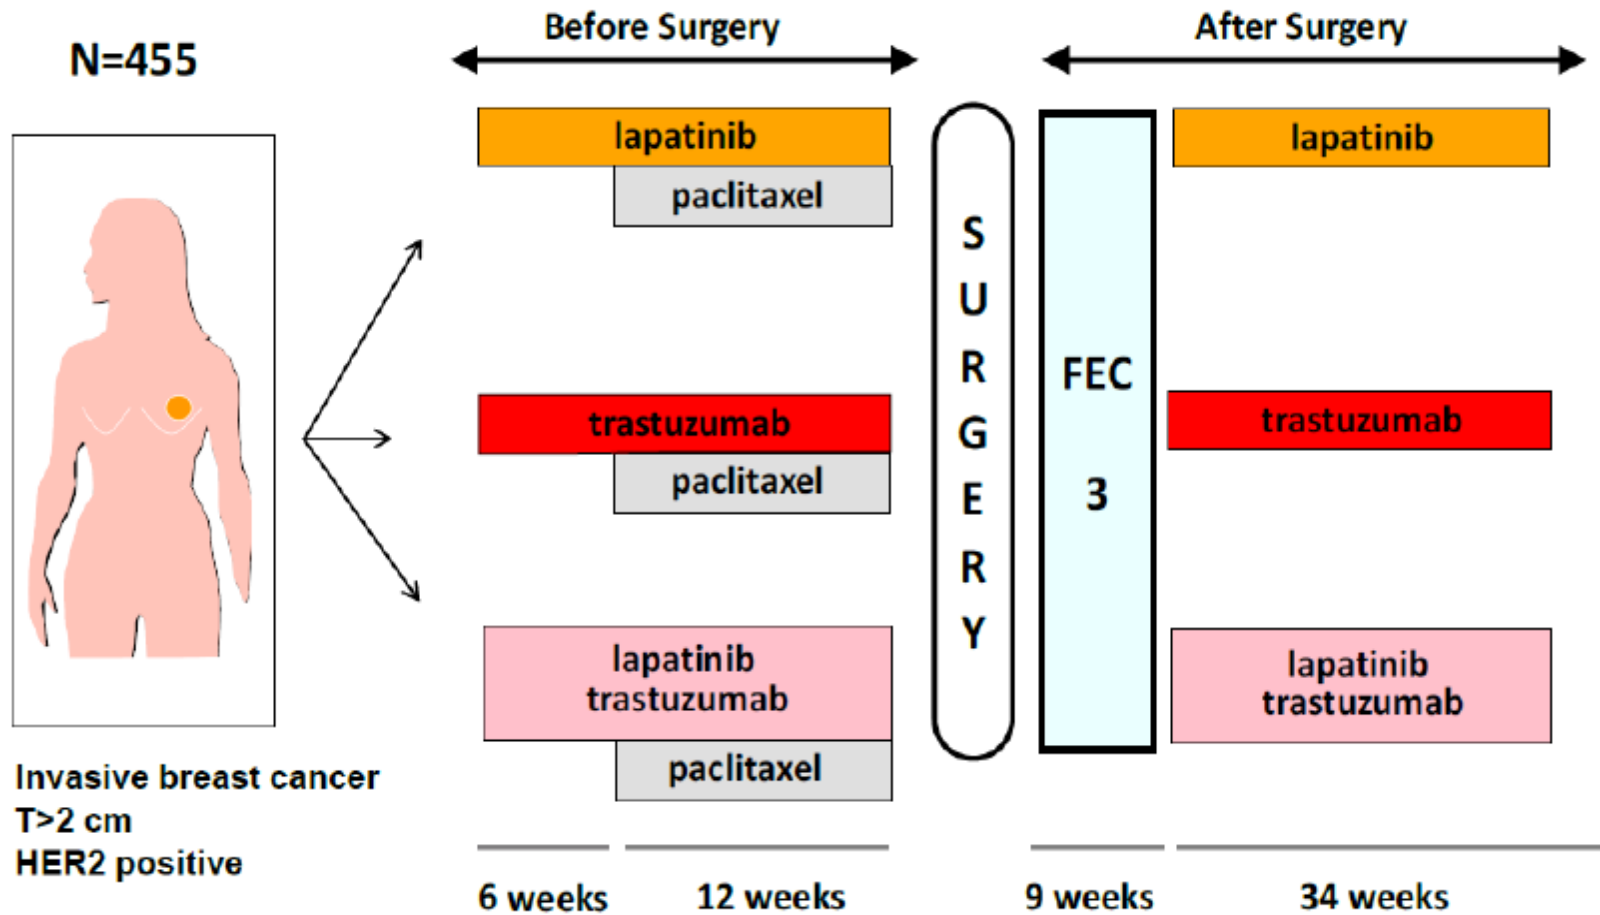 N=455
Before Surgery
After Surgery
lapatinib
paclitaxel
trastuzumab
paclitaxel
lapatinib
trastuzumab
paclitaxel
S
U
R
G
E
R
Y
FEC
3
lapatinib
trastuzumab
lapatinib
trastuzumab
Invasive breast cancer
T>2 cm
HER2 positive
6 weeks
12 weeks
9 weeks
34 weeks